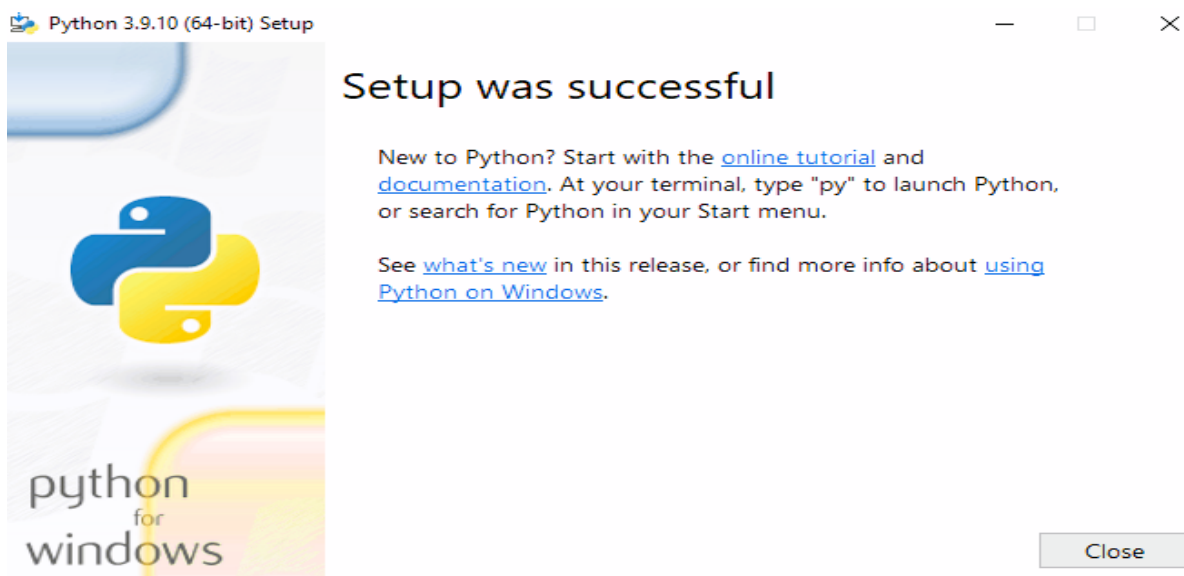 Python 3.9.10 (64-bit) Setup
Setup was successful
New to Python? Start with the online tutorial and
documentation. At your terminal, type "py" to launch Python,
or search for Python in your Start menu.
See what's new in this release, or find more info about using
Python on Windows.
python
for
windows
Close